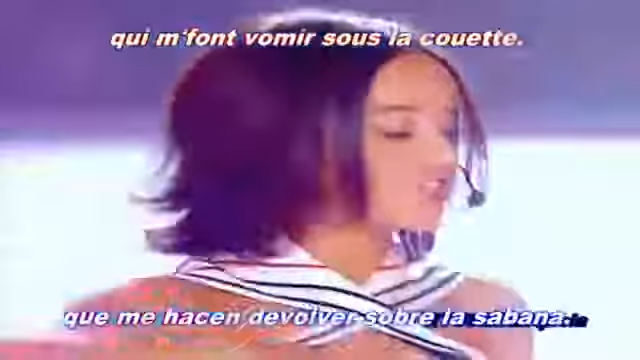 qui m'font vomir sous la couette.
que me hacen devolver sobre la sabana.